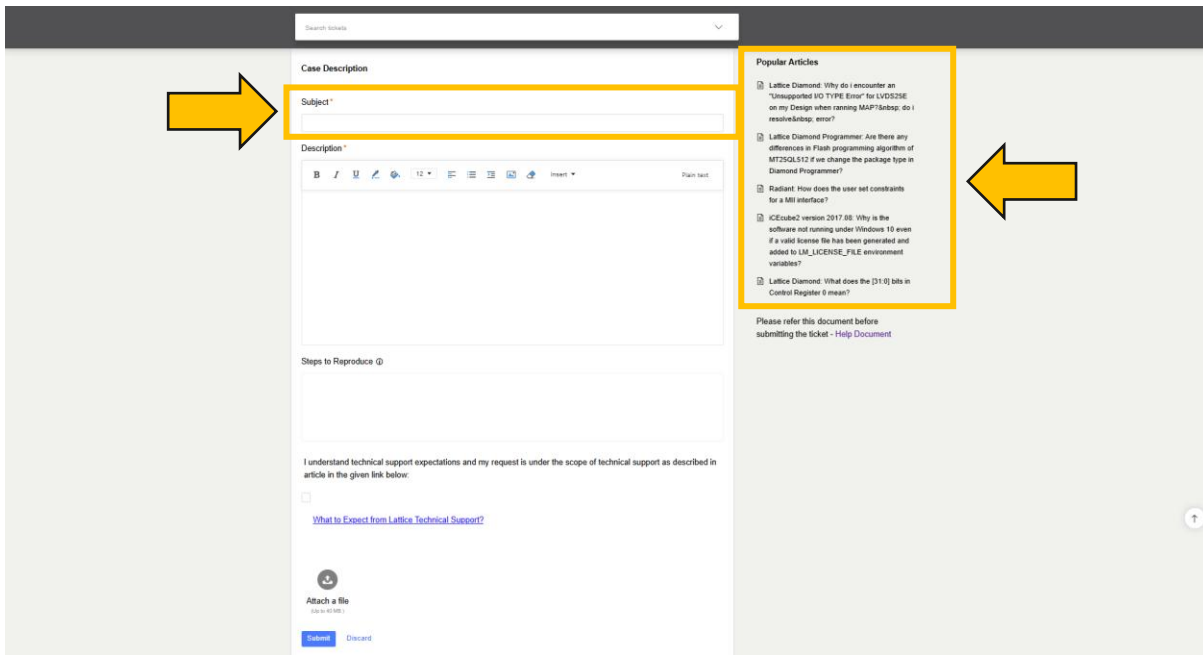 Search tickets
Case Description
Subject *
Description *
B I U 12 Insert Plain text
Steps to Reproduce
I understand technical support expectations and my request is under the scope of technical support as described in
article in the given link below:
What to Expect from Lattice Technical Support?
Attach a file
(Up to 40 MB )
Submit Discard
Popular Articles
Lattice Diamond: Why do i encounter an
"Unsupported I/O TYPE Error" for LVDS25E
on my Design when ranning MAP?&nbsp; do i
resolve&nbsp; error?
Lattice Diamond Programmer: Are there any
differences in Flash programming algorithm of
MT25QL512 if we change the package type in
Diamond Programmer?
Radiant: How does the user set constraints
for a MII interface?
iCEcube2 version 2017.08: Why is the
software not running under Windows 10 even
if a valid license file has been generated and
added to LM_LICENSE_FILE environment
variables?
Lattice Diamond: What does the [31:0] bits in
Control Register 0 mean?
Please refer this document before
submitting the ticket - Help Document